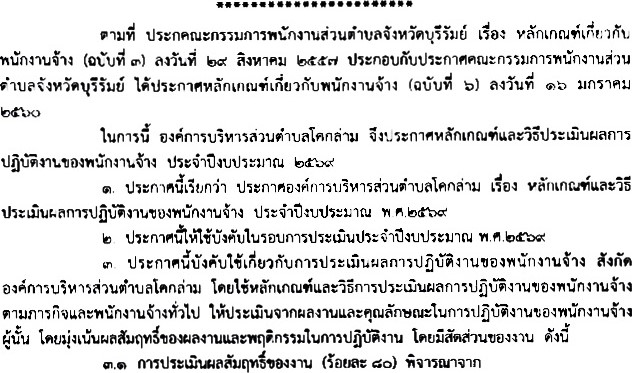 ***********************
ตามที่ ประกาศคณะกรรมการพนักงานส่วนตำบลจังหวัดบุรีรัมย์ เรื่อง หลักเกณฑ์เกี่ยวกับ
พนักงานจ้าง (ฉบับที่ ๓) ลงวันที่ ๒๙ สิงหาคม ๒๕๕๗ ประกอบกับประกาศคณะกรรมการพนักงานส่วน
ตำบลจังหวัดบุรีรัมย์ ได้ประกาศหลักเกณฑ์เกี่ยวกับพนักงานจ้าง (ฉบับที่ ๖) ลงวันที่ ๑๖ มกราคม
๒๕๖๐
ในการนี้ องค์การบริหารส่วนตำบลโคกล่าม จึงประกาศหลักเกณฑ์และวิธีประเมินผลการ
ปฏิบัติงานของพนักงานจ้าง ประจำปีงบประมาณ ๒๕๖๙
๑. ประกาศนี้เรียกว่า ประกาศองค์การบริหารส่วนตำบลโคกล่าม เรื่อง หลักเกณฑ์และวิธี
ประเมินผลการปฏิบัติงานของพนักงานจ้าง ประจำปีงบประมาณ พ.ศ.๒๕๖๙
๒. ประกาศนี้ให้ใช้บังคับในรอบการประเมินประจำปีงบประมาณ พ.ศ.๒๕๖๙
๓. ประกาศนี้บังคับใช้เกี่ยวกับการประเมินผลการปฏิบัติงานของพนักงานจ้าง สังกัด
องค์การบริหารส่วนตำบลโคกล่าม โดยใช้หลักเกณฑ์และวิธีการประเมินผลการปฏิบัติงานของพนักงานจ้าง
ตามภารกิจและพนักงานจ้างทั่วไป ให้ประเมินจากผลงานและคุณลักษณะในการปฏิบัติงานของพนักงานจ้าง
ผู้นั้น โดยมุ่งเน้นผลสัมฤทธิ์ของผลงานและพฤติกรรมในการปฏิบัติงาน โดยมีสัดส่วนของงาน ดังนี้
๓.๑ การประเมินผลสัมฤทธิ์ของงาน (ร้อยละ ๘๐) พิจารณาจาก